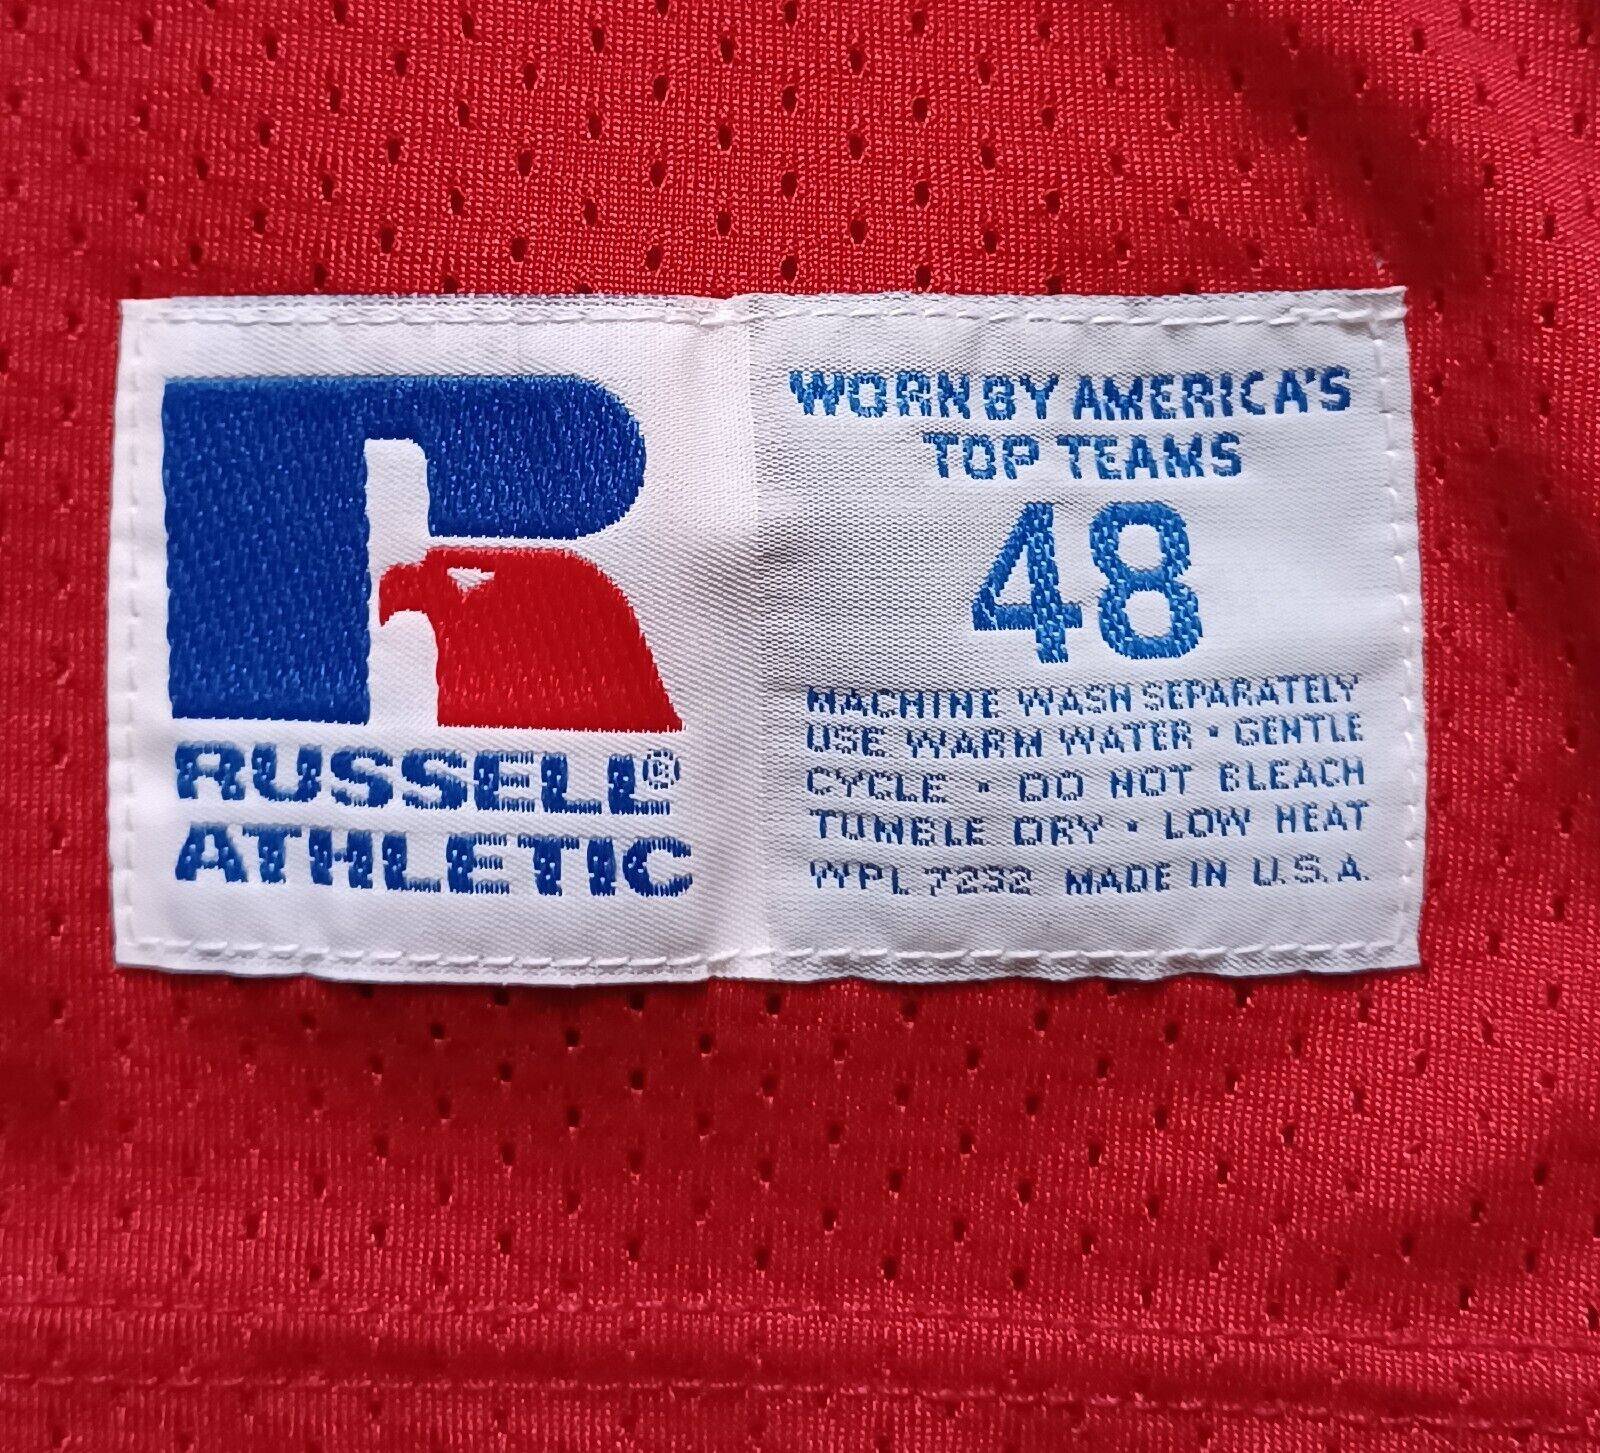 R
RUSSELL®
ATHLETIC
WORN BY AMERICA'S
TOP TEAMS
48
MACHINE WASH SEPARATELY
USE WARM WATER • GENTLE
CYCLE • DO NOT BLEACH
TUMBLE DRY • LOW HEAT
WPL 7232 MADE IN U.S.A.